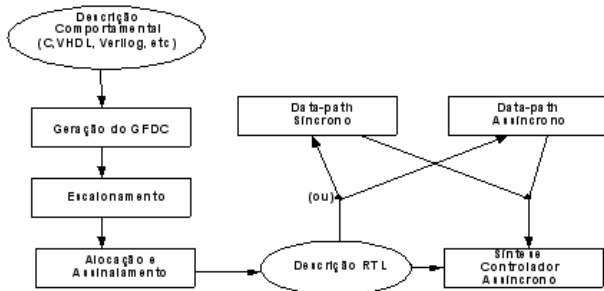 Descrição
Comportamental
(C,VHDL, Verilog, etc)
Data-path
Síncrono
Data-path
Assíncrono
Geração do GFDC
Escalonamento
(ou)
Alocação e
Assinalamento
Descrição RTL
Síntese
Controlador
Assíncrono